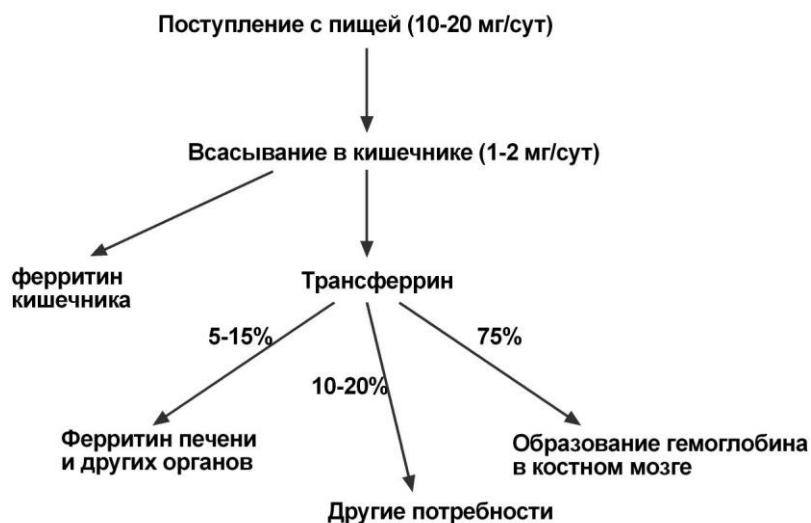 Поступление с пищей (10-20 мг/сут)
Всасывание в кишечнике (1-2 мг/сут)
ферритин
кишечника
Трансферрин
5-15%
75%
10-20%
Ферритин печени
и других органов
Образование гемоглобина
в костном мозге
Другие потребности